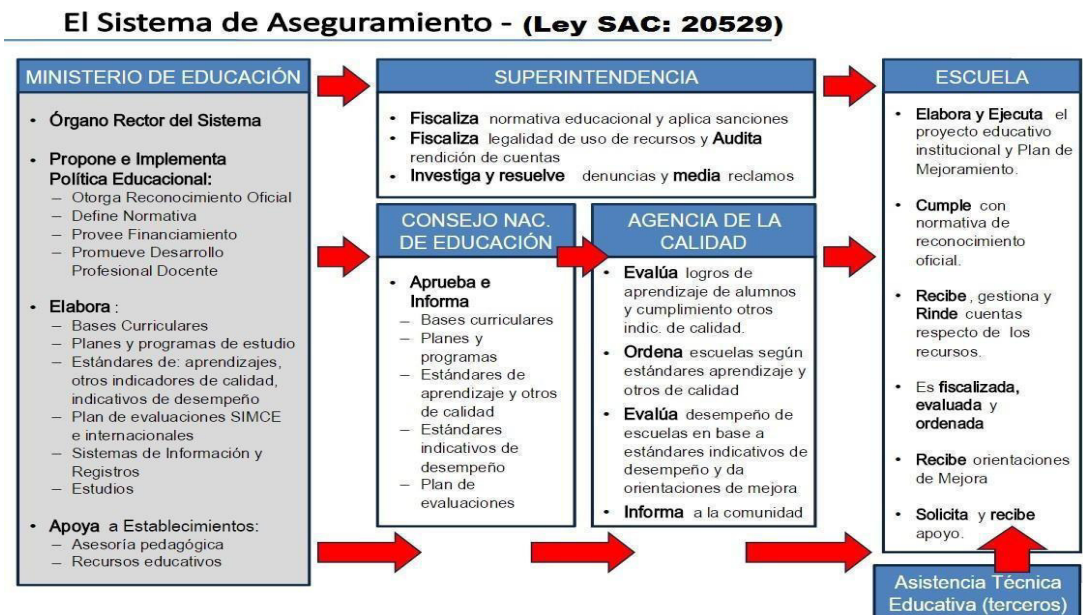 El Sistema de Aseguramiento - (Ley SAC: 20529)
MINISTERIO DE EDUCACIÓN
• Órgano Rector del Sistema
• Propone e Implementa
Política Educacional:
– Otorga Reconocimiento Oficial
– Define Normativa
– Provee Financiamiento
– Promueve Desarrollo
Profesional Docente
• Elabora :
– Bases Curriculares
– Planes y programas de estudio
– Estándares de: aprendizajes,
otros indicadores de calidad,
indicativos de desempeño
– Plan de evaluaciones SIMCE
e internacionales
– Sistemas de Información y
Registros
– Estudios
• Apoya a Establecimientos:
– Asesoría pedagógica
– Recursos educativos
SUPERINTENDENCIA
• Fiscaliza normativa educacional y aplica sanciones
• Fiscaliza legalidad de uso de recursos y Audita
rendición de cuentas
• Investiga y resuelve denuncias y media reclamos
CONSEJO NAC.
DE EDUCACIÓN
• Aprueba e
Informa
– Bases curriculares
– Planes y
programas
– Estándares de
aprendizaje y otros
de calidad
– Estándares
indicativos de
desempeño
– Plan de
evaluaciones
AGENCIA DE LA
CALIDAD
• Evalúa logros de
aprendizaje de alumnos
y cumplimiento otros
indic. de calidad.
• Ordena escuelas según
estándares aprendizaje y
otros de calidad
• Evalúa desempeño de
escuelas en base a
estándares indicativos de
desempeño y da
orientaciones de mejora
• Informa a la comunidad
ESCUELA
• Elabora y Ejecuta el
proyecto educativo
institucional y Plan de
Mejoramiento.
• Cumple con
normativa de
reconocimiento
oficial.
• Recibe , gestiona y
Rinde cuentas
respecto de los
recursos.
• Es fiscalizada,
evaluada y
ordenada
• Recibe orientaciones
de Mejora
• Solicita y recibe
apoyo.
Asistencia Técnica
Educativa (terceros)